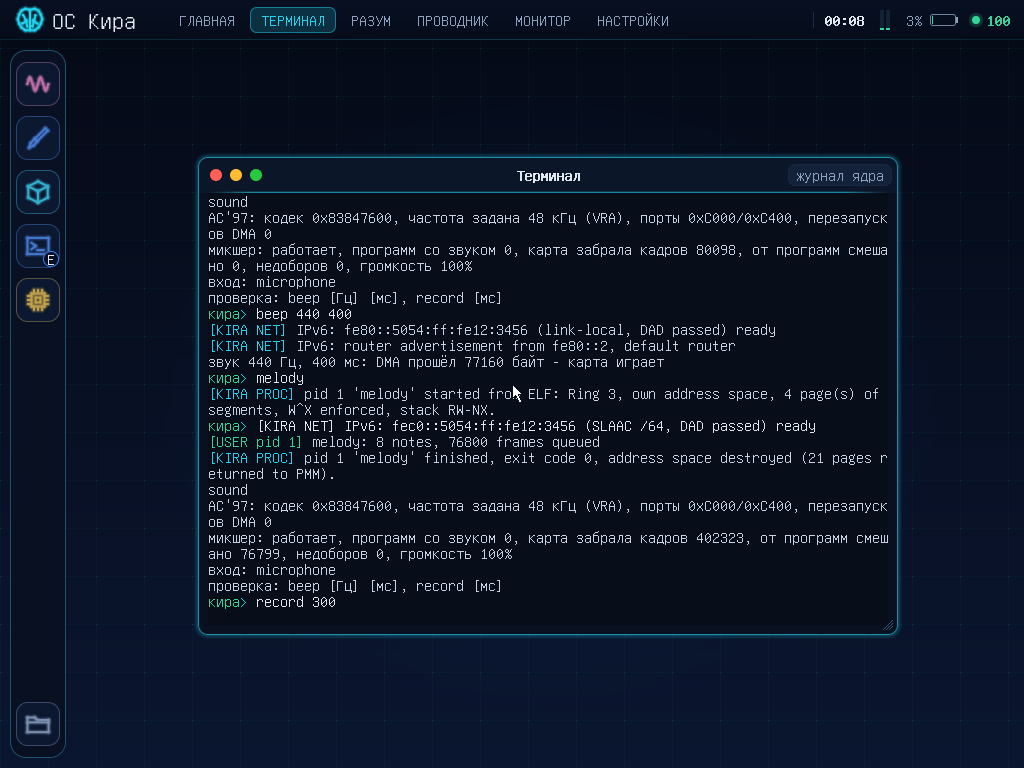 ОС Кира
ГЛАВНАЯ
ТЕРМИНАЛ
РАЗУМ
ПРОВОДНИК
МОНИТОР
НАСТРОЙКИ
00:08
3%
100
E
Терминал
журнал ядра
sound
AC'97: кодек 0x83847600, частота задана 48 кГц (VRA), порты 0xC000/0xC400, перезапуск
ов DMA 0
микшер: работает, программ со звуком 0, карта забрала кадров 80098, от программ смеша
но 0, недоборов 0, громкость 100%
вход: microphone
проверка: beep [Гц] [мс], record [мс]
кира> beep 440 400
[KIRA NET] IPv6: fe80::5054:ff:fe12:3456 (link-local, DAD passed) ready
[KIRA NET] IPv6: router advertisement from fe80::2, default router
звук 440 Гц, 400 мс: DMA прошёл 77160 байт - карта играет
кира> melody
[KIRA PROC] pid 1 'melody' started from ELF: Ring 3, own address space, 4 page(s) of
segments, W^X enforced, stack RW-NX.
кира> [KIRA NET] IPv6: fec0::5054:ff:fe12:3456 (SLAAC /64, DAD passed) ready
[USER pid 1] melody: 8 notes, 76800 frames queued
[KIRA PROC] pid 1 'melody' finished, exit code 0, address space destroyed (21 pages r
eturned to PMM).
sound
AC'97: кодек 0x83847600, частота задана 48 кГц (VRA), порты 0xC000/0xC400, перезапуск
ов DMA 0
микшер: работает, программ со звуком 0, карта забрала кадров 402323, от программ смеш
ано 76799, недоборов 0, громкость 100%
вход: microphone
проверка: beep [Гц] [мс], record [мс]
кира> record 300